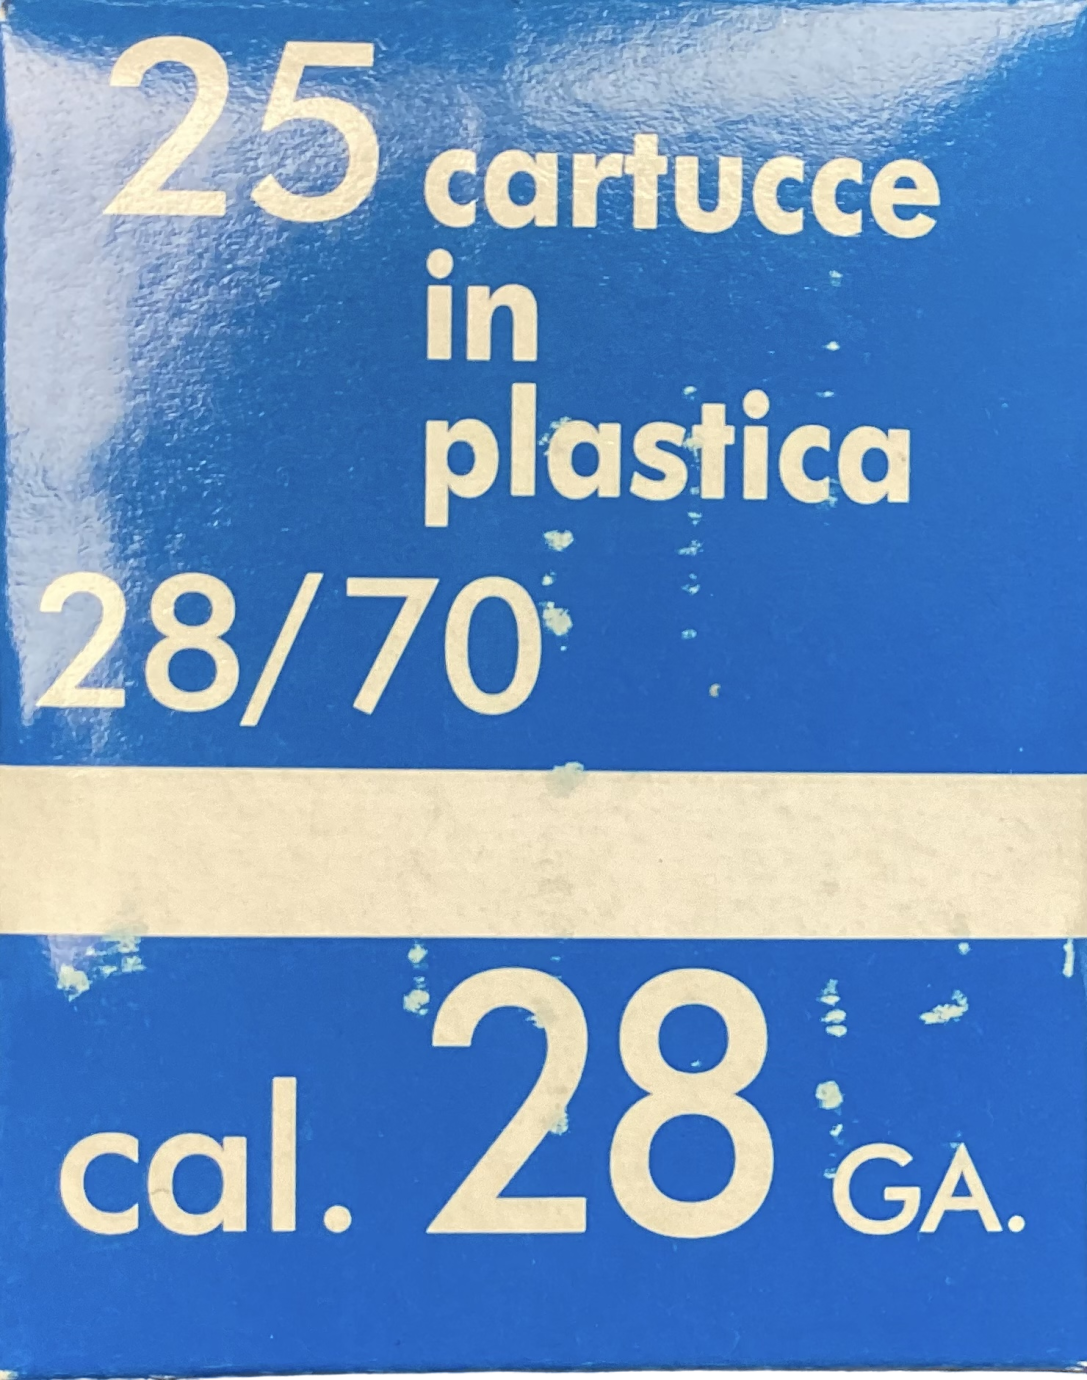 25 cartucce
in
plastica
28/70
cal. 28 GA.